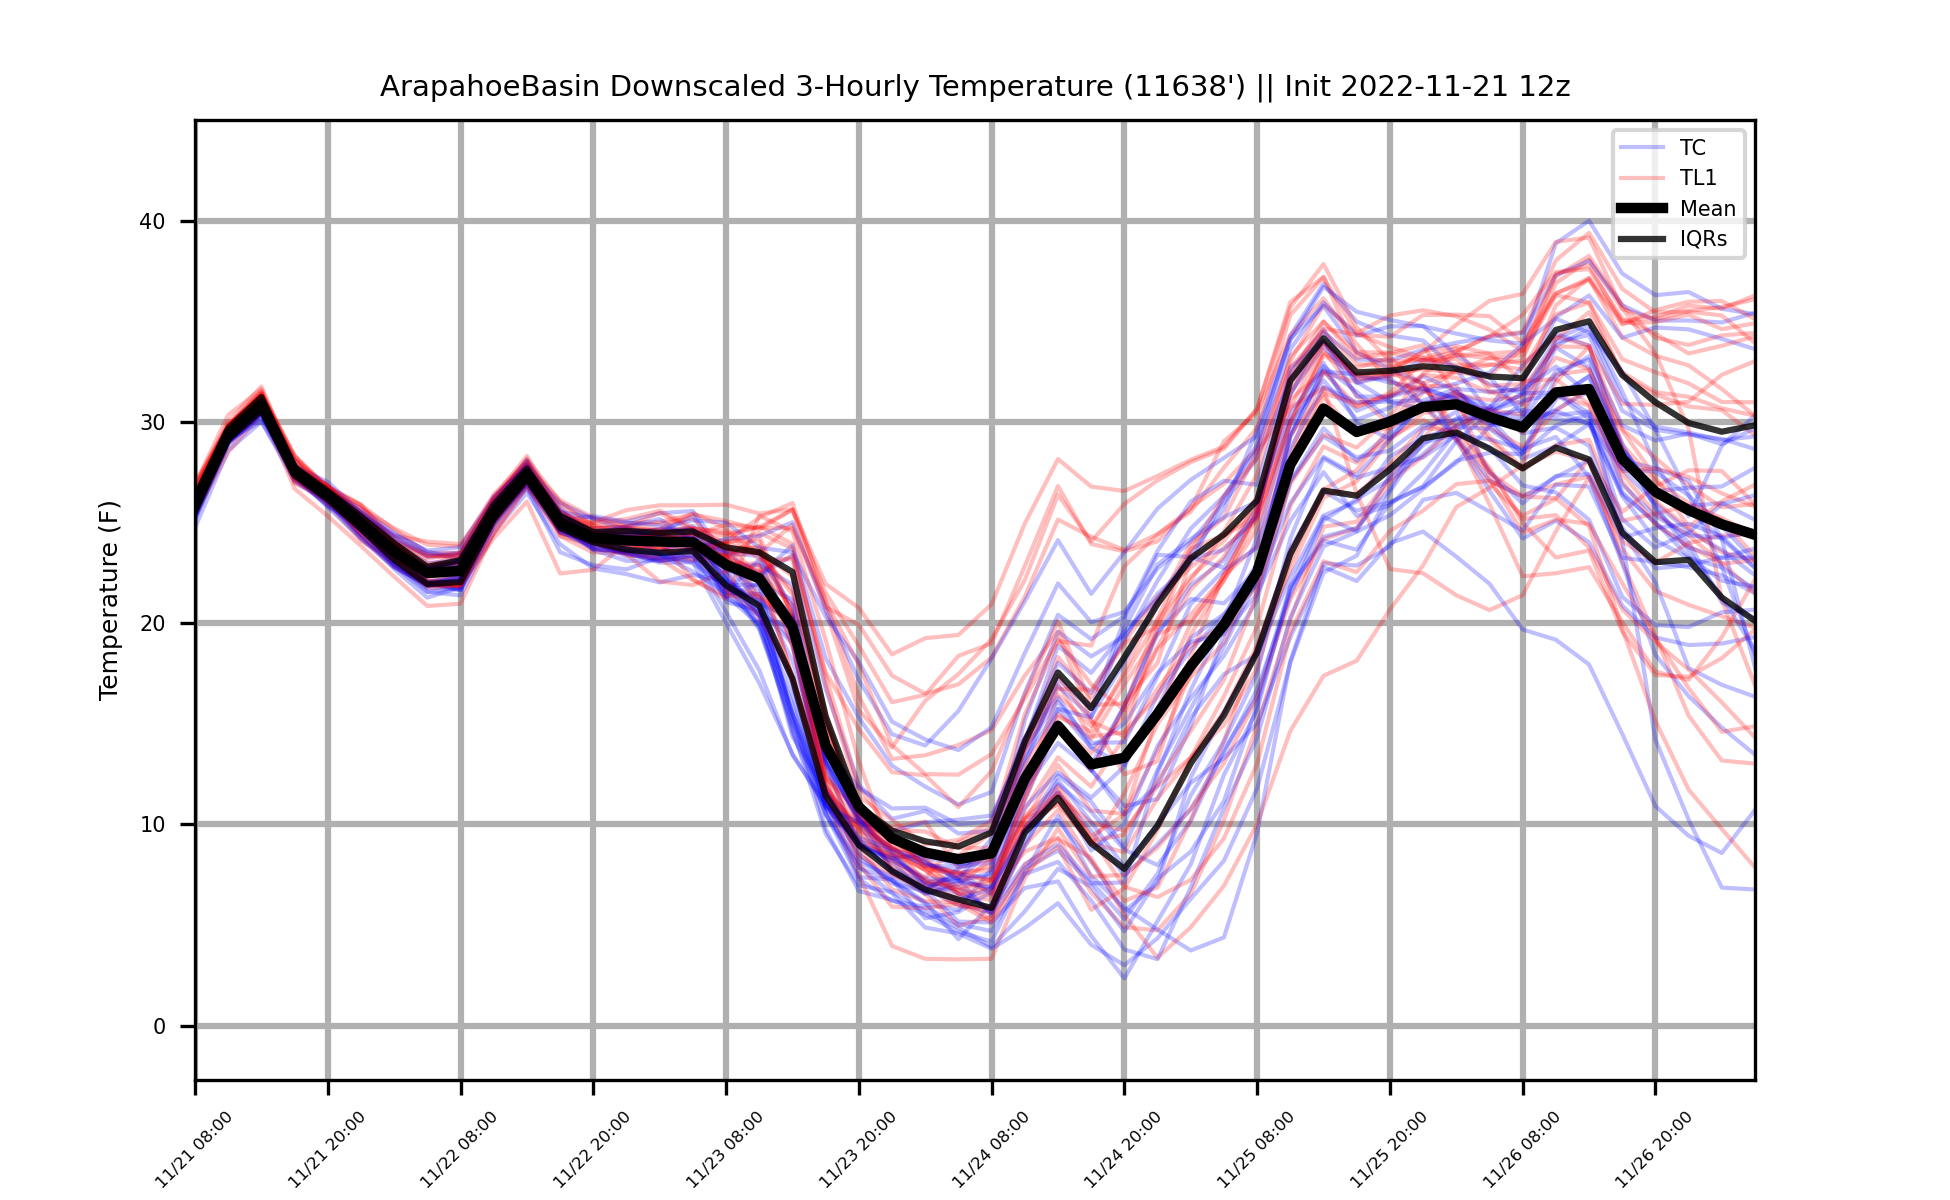 ArapahoeBasin Downscaled 3-Hourly Temperature (11638') || Init 2022-11-21 12z
TC
TL1
Mean
IQRs
Temperature (F)
40
30
20
10
0
11/21 08:00
11/21 20:00
11/22 08:00
11/22 20:00
11/23 08:00
11/23 20:00
11/24 08:00
11/24 20:00
11/25 08:00
11/25 20:00
11/26 08:00
11/26 20:00